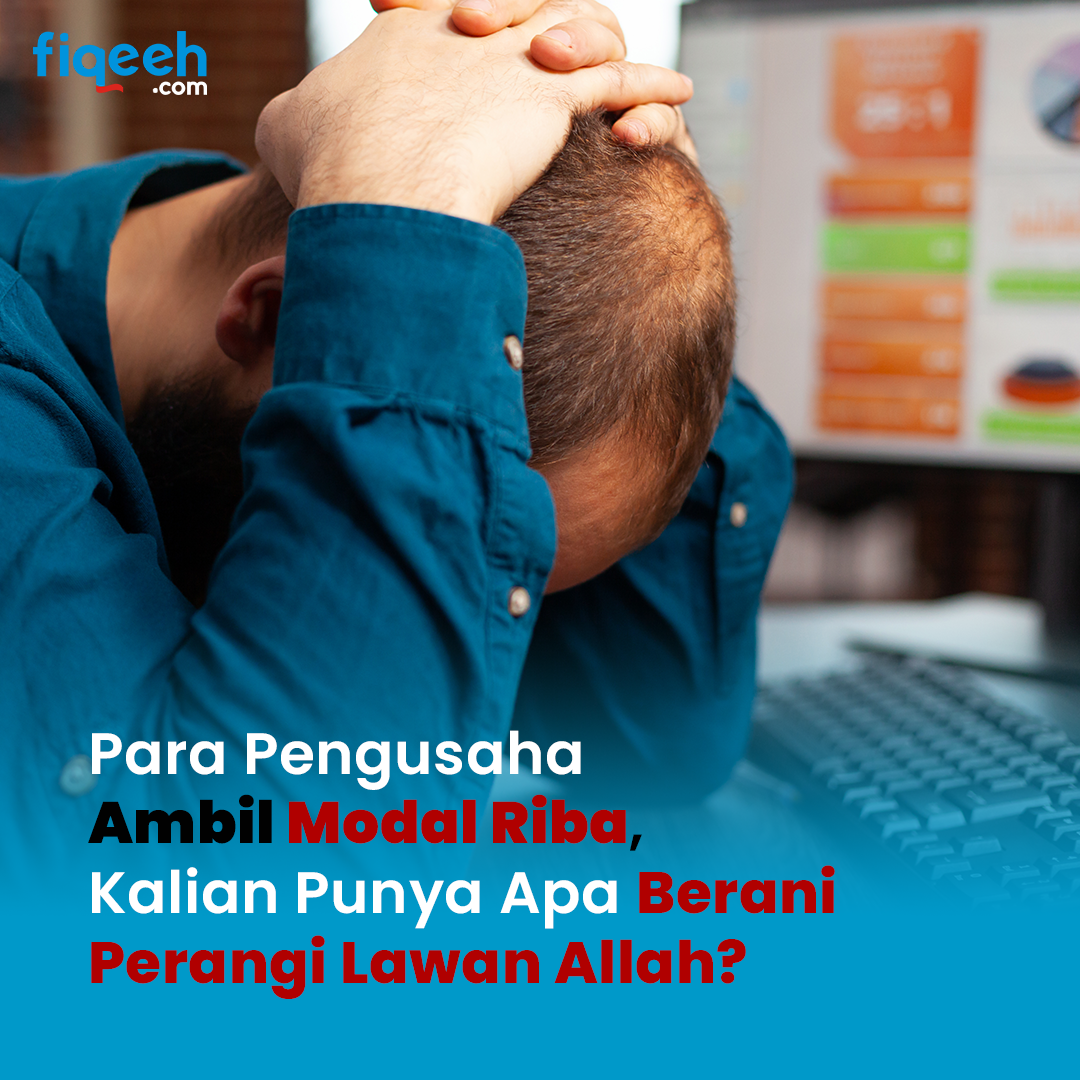 fiqeeh
.com
Para Pengusaha
Ambil Modal Riba,
Kalian Punya Apa Berani
Perangi Lawan Allah?